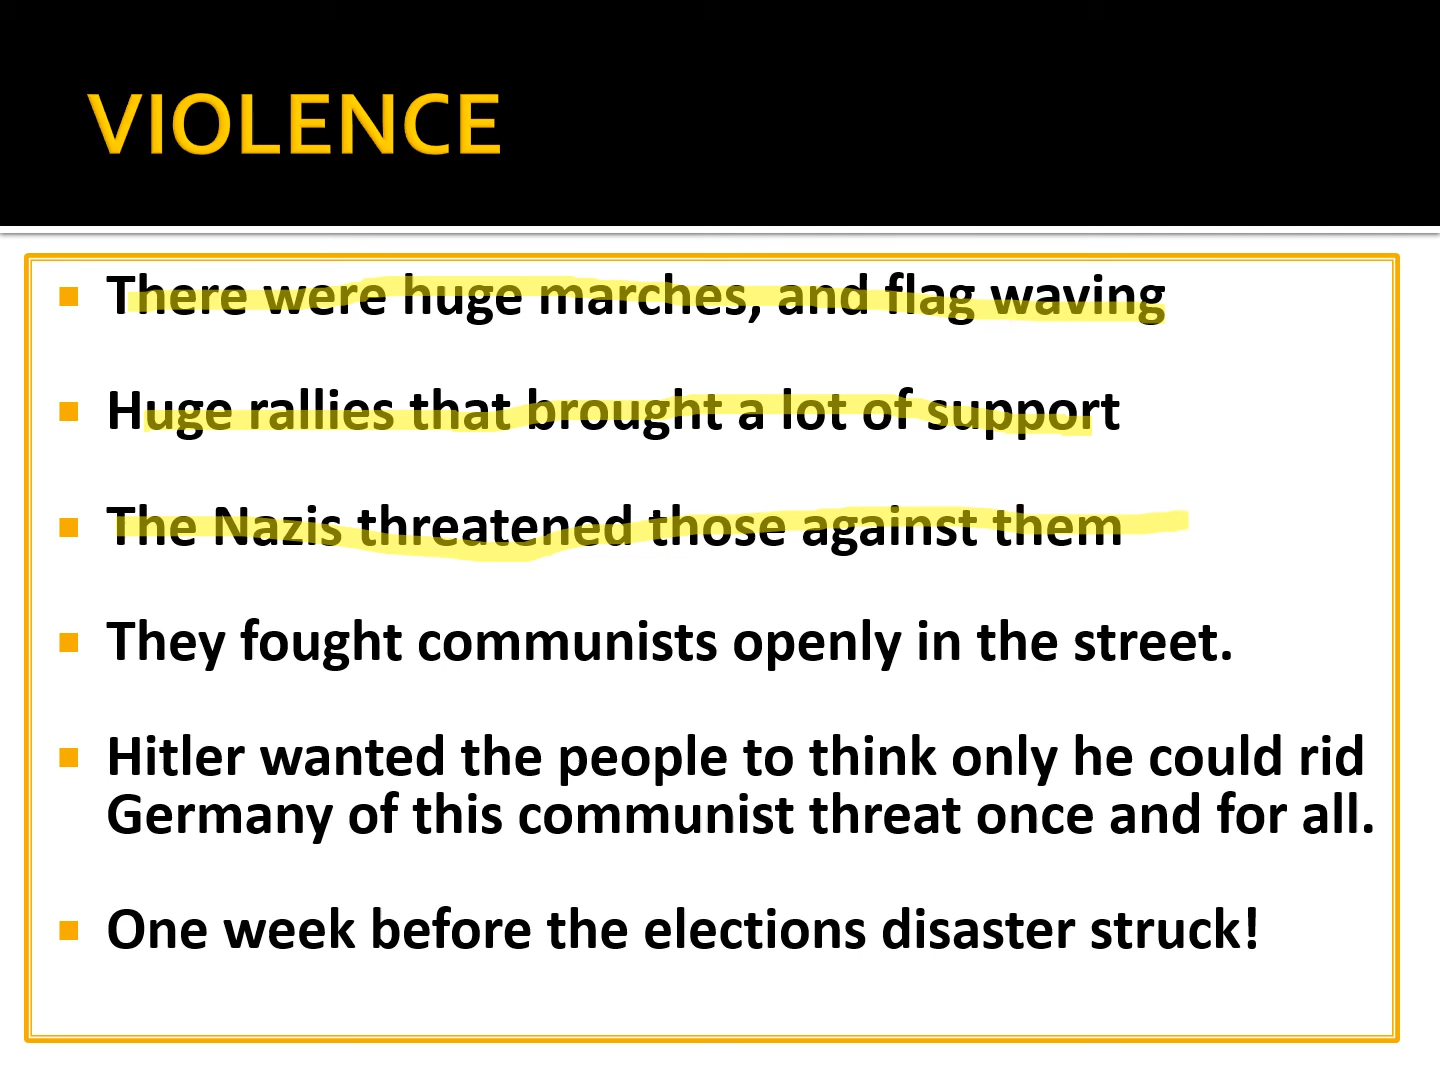 VIOLENCE
There were huge marches, and flag waving
Huge rallies that brought a lot of support
The Nazis threatened those against them
They fought communists openly in the street.
Hitler wanted the people to think only he could rid
Germany of this communist threat once and for all.
One week before the elections disaster struck!